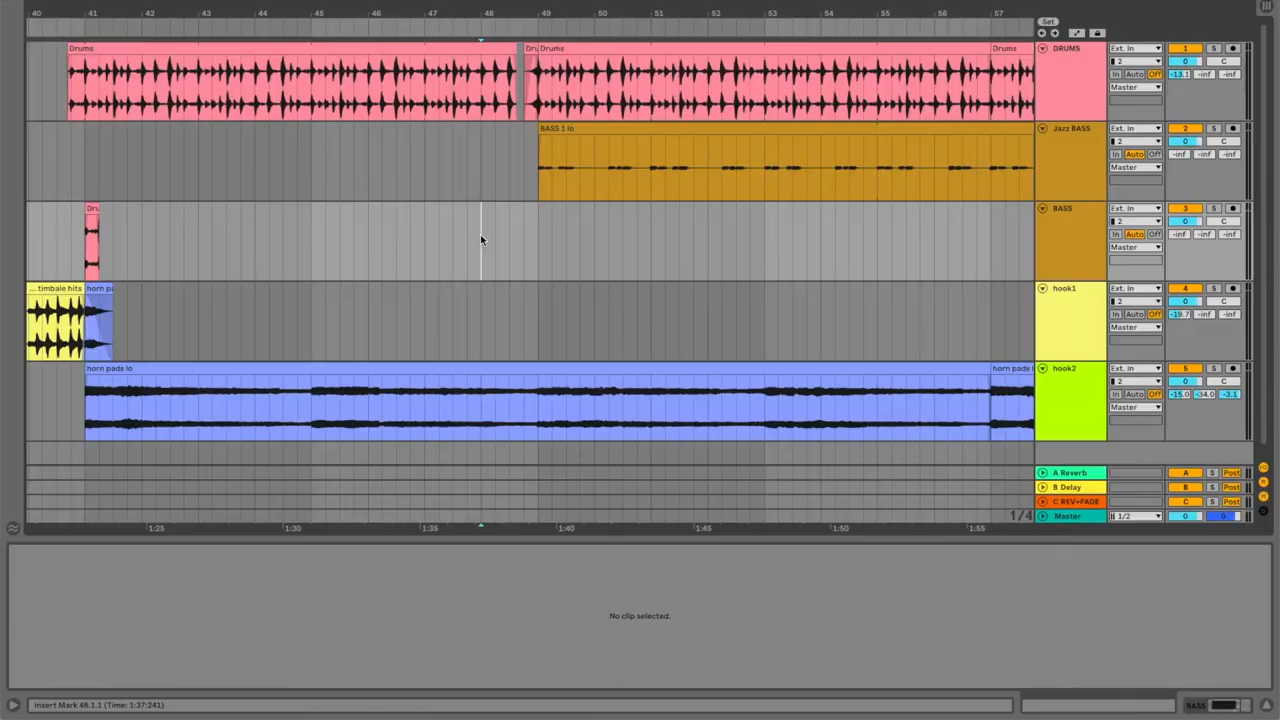 40 41 42 43 44 45 46 47 48 49 50 51 52 53 54 55 56 57
Set
Drums Dru Drums Drums DRUMS Ext. In 1 S
2 0 C
In Auto Off -13.1 -inf -inf
Master
BASS 1 lo Jazz BASS Ext. In 2 S
2 0 C
In Auto Off -inf -inf -inf
Master
Dru BASS Ext. In 3 S
2 0 C
In Auto Off -inf -inf -inf
Master
... timbale hits horn pa hook1 Ext. In 4 S
2 0 C
In Auto Off -19.7 -inf -inf
Master
horn pads lo horn pads l hook2 Ext. In 5 S
2 0 C
In Auto Off -15.0 -34.0 -3.1
Master
A Reverb A S Post
B Delay B S Post
C REV+FADE C S Post
1/4 Master 1/2 0 0
1:25 1:30 1:35 1:40 1:45 1:50 1:55
No clip selected.
Insert Mark 48.1.1 (Time: 1:37:241) BASS